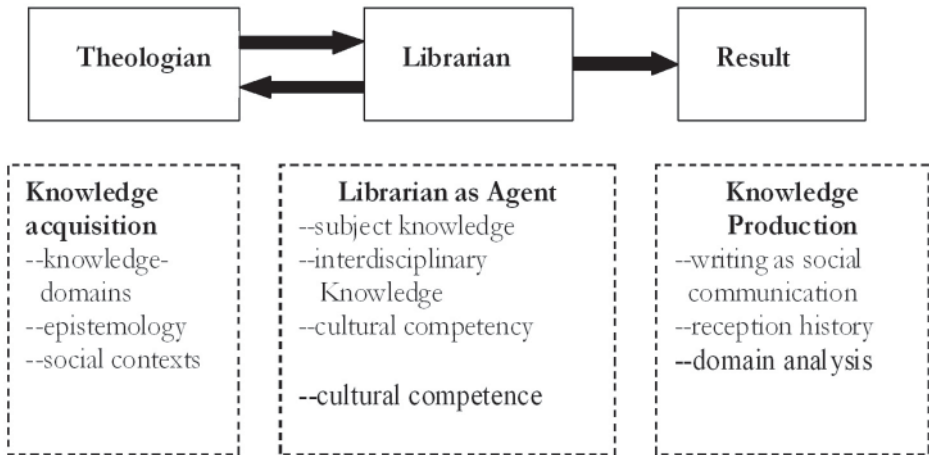 Theologian
Librarian
Result
Knowledge
acquisition
--knowledge-
domains
--epistemology
--social contexts
Librarian as Agent
--subject knowledge
--interdisciplinary
Knowledge
--cultural competency
--cultural competence
Knowledge
Production
--writing as social
communication
--reception history
--domain analysis